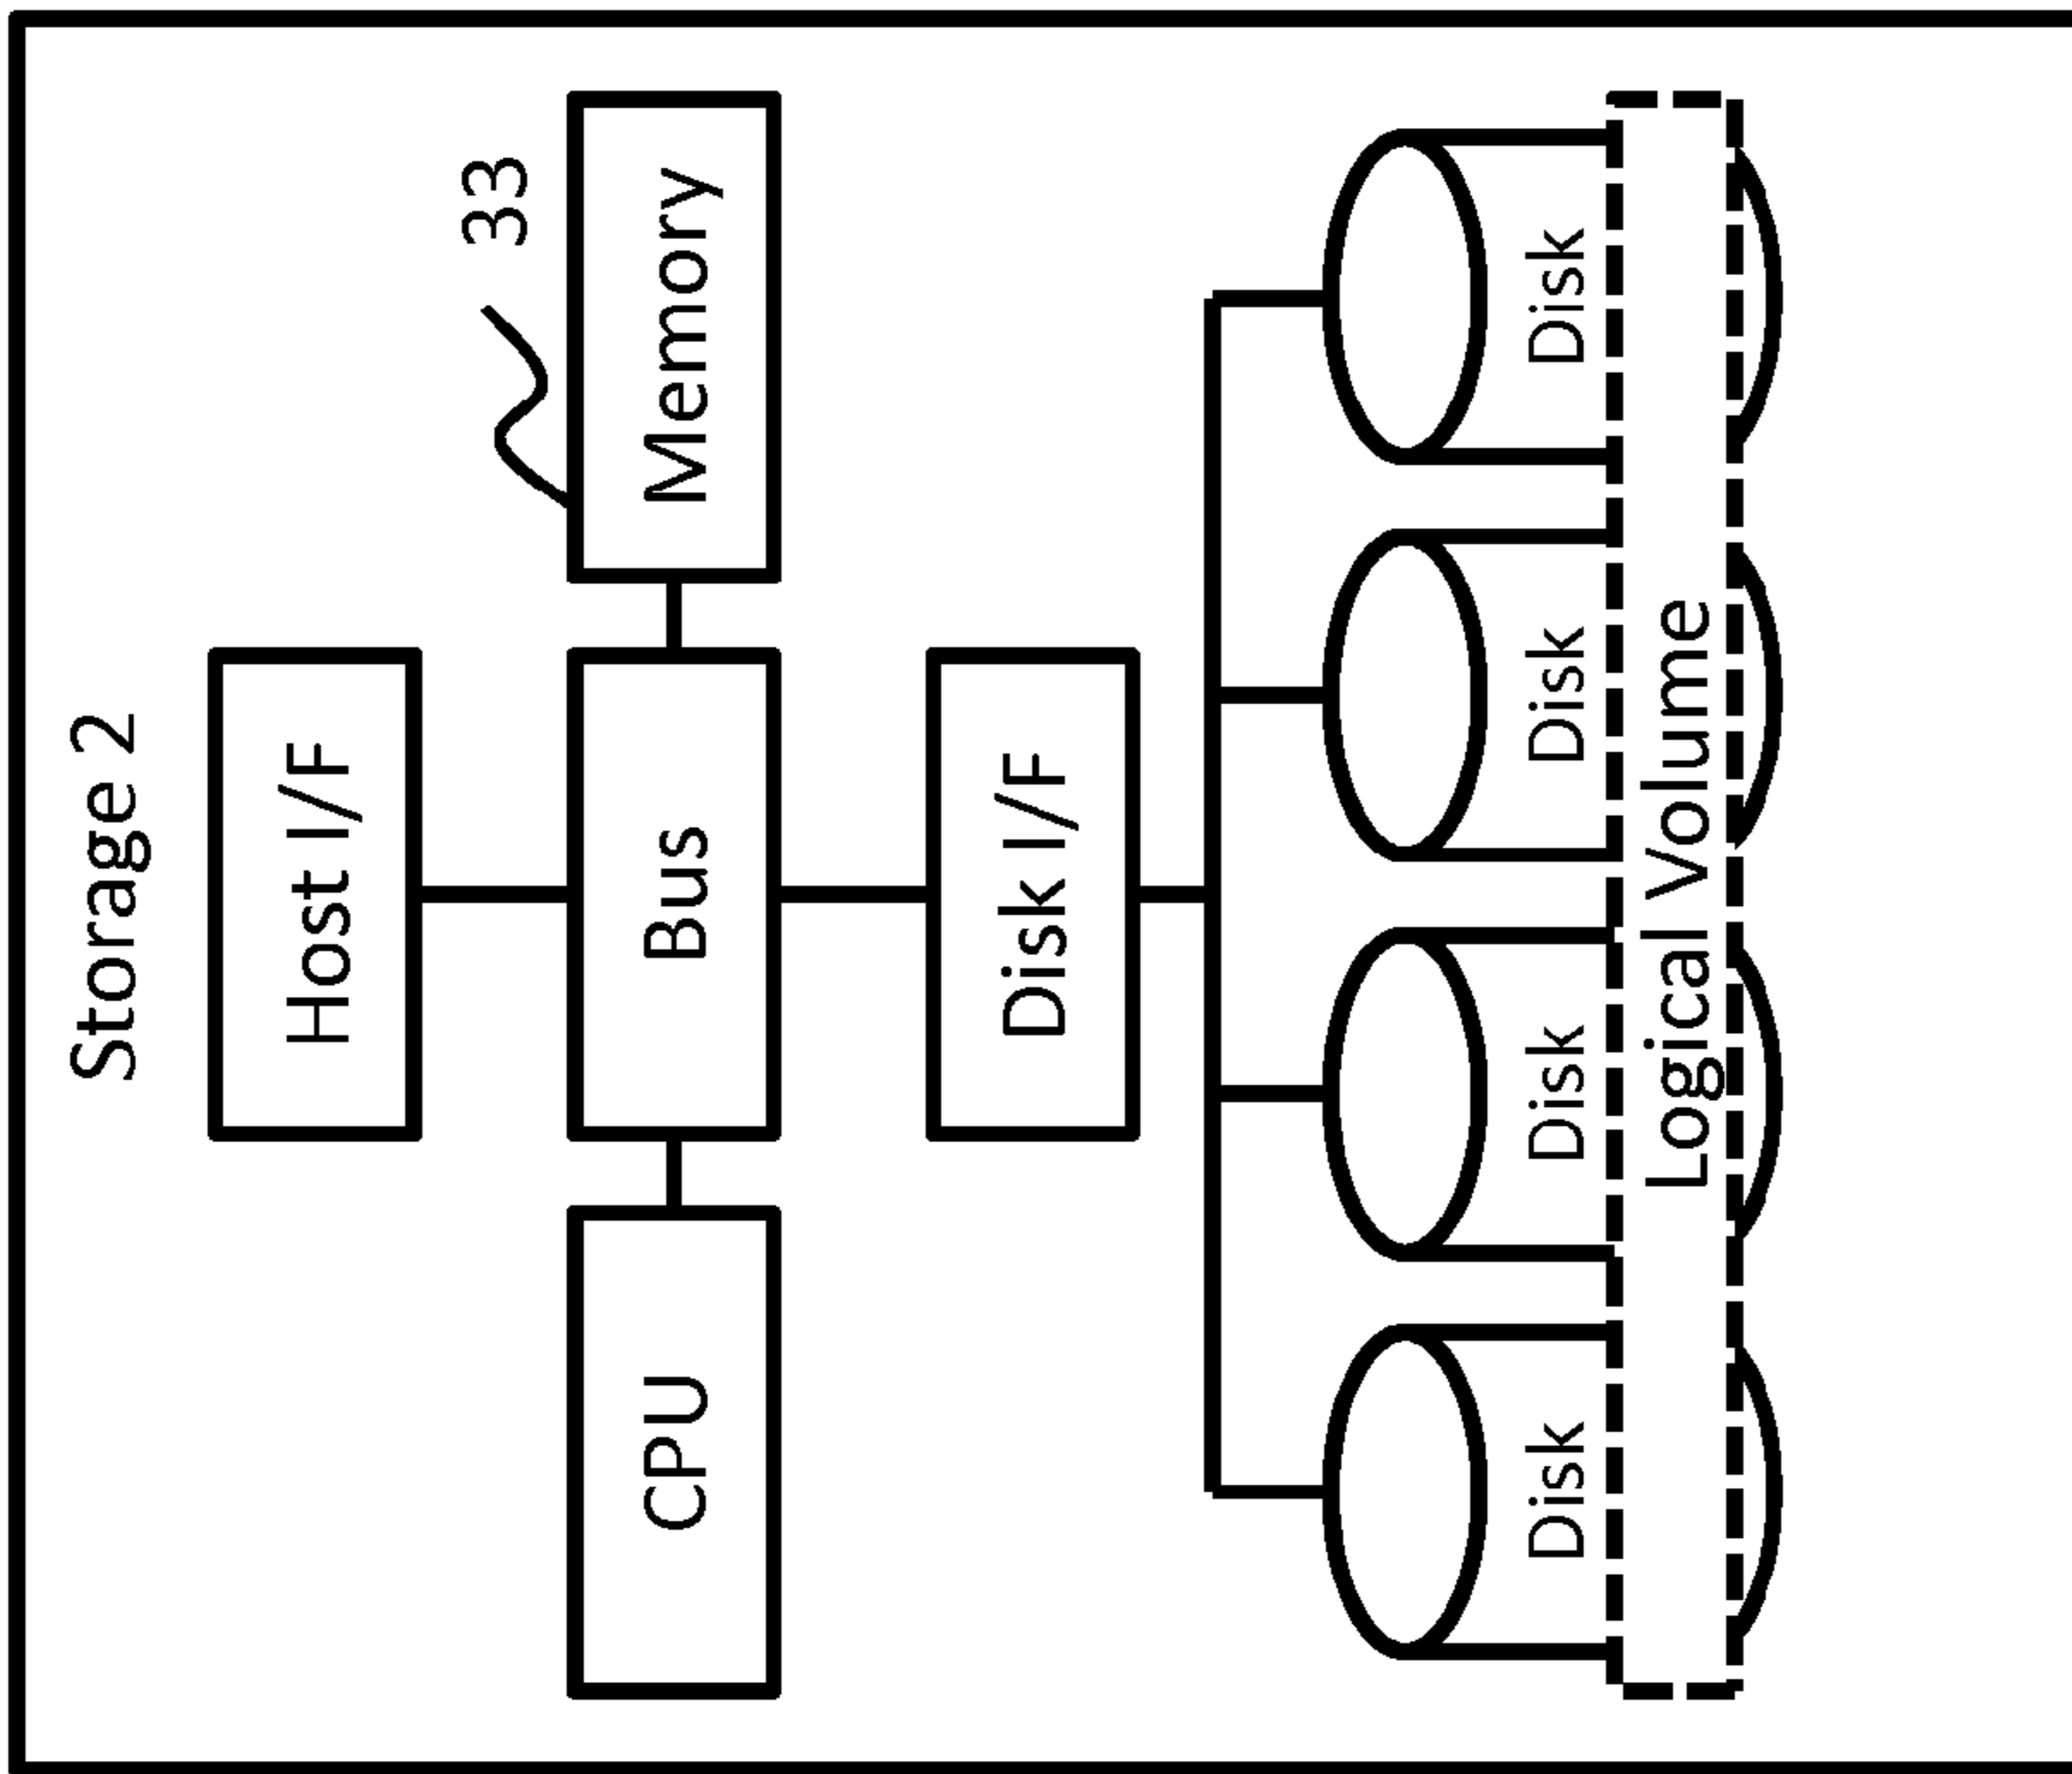 Storage 2
Host I/F
33
CPU
Bus
Memory
Disk I/F
Disk
Disk
Disk
Disk
Logical Volume